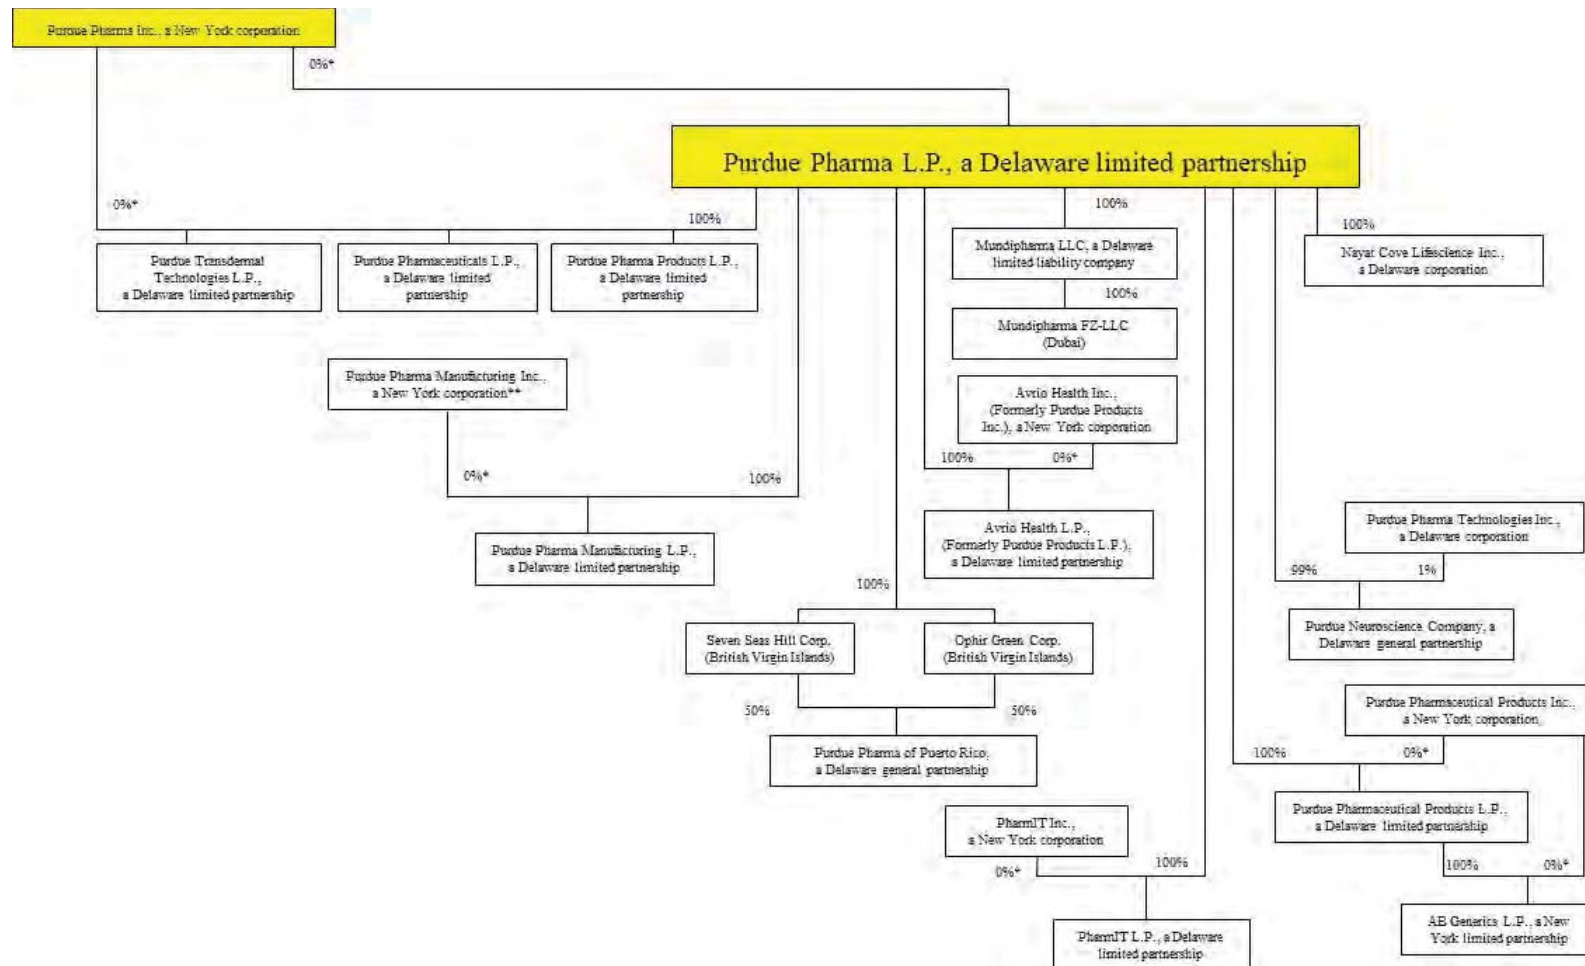 Purdue Pharma Inc., a New York corporation
0%*
Purdue Pharma L.P., a Delaware limited partnership
0%*
100%
100%
100%
Purdue Transdermal
Technologies L.P.,
a Delaware limited partnership
Purdue Pharmaceuticals L.P.,
a Delaware limited
partnership
Purdue Pharma Products L.P.,
a Delaware limited
partnership
Mundipharma LLC, a Delaware
limited liability company
Nayat Cove Lifescience Inc.,
a Delaware corporation
100%
Mundipharma FZ-LLC
(Dubai)
Purdue Pharma Manufacturing Inc.,
a New York corporation**
Avrio Health Inc.,
(Formerly Purdue Products
Inc.), a New York corporation
0%*
100%
100%
0%*
Purdue Pharma Manufacturing L.P.,
a Delaware limited partnership
Avrio Health L.P.,
(Formerly Purdue Products L.P.),
a Delaware limited partnership
Purdue Pharma Technologies Inc.,
a Delaware corporation
99%
1%
100%
Seven Seas Hill Corp.
(British Virgin Islands)
Ophir Green Corp.
(British Virgin Islands)
Purdue Neuroscience Company, a
Delaware general partnership
50%
50%
Purdue Pharmaceutical Products Inc.,
a New York corporation
Purdue Pharma of Puerto Rico,
a Delaware general partnership
100%
0%*
PharmIT Inc.,
a New York corporation
Purdue Pharmaceutical Products L.P.,
a Delaware limited partnership
0%*
100%
100%
0%*
PharmIT L.P., a Delaware
limited partnership
AB Generics L.P., a New
York limited partnership